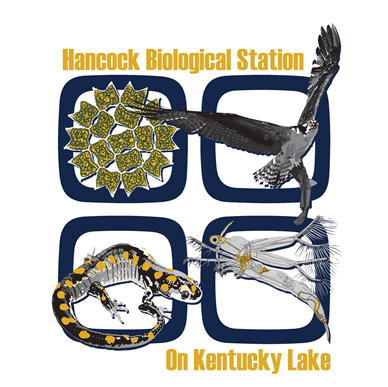 Hancock Biological Station
On Kentucky Lake